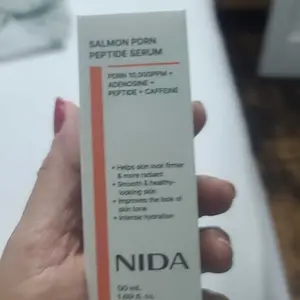 SALMON PDRN
PEPTIDE SERUM
PDRN 10,000PPM +
ADENOSINE +
PEPTIDE + CAFFEINE
• Helps skin look firmer
& more radiant
• Smooth & healthy-
looking skin
• Improves the look of
skin tone
• Intense hydration
NIDA
50 mL
1.69 fl. oz.